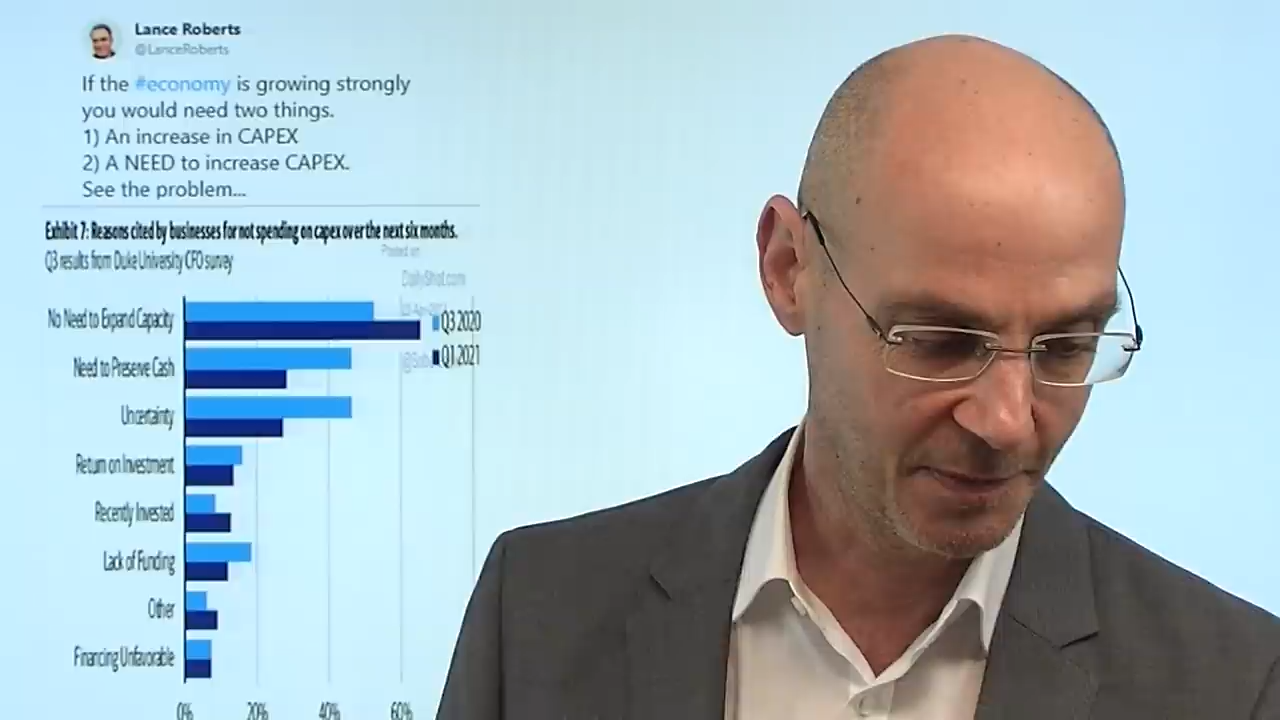 Lance Roberts
@LanceRoberts
If the #economy is growing strongly
you would need two things.
1) An increase in CAPEX
2) A NEED to increase CAPEX.
See the problem...
Exhibit 7: Reasons cited by businesses for not spending on capex over the next six months.
Q3 results from Duke University CFO survey
Posted on
DailyShot.com
No Need to Expand Capacity
Q3 2020
Need to Preserve Cash
Q1 2021
Uncertainty
Return on Investment
Recently Invested
Lack of Funding
Other
Financing Unfavorable
0% 20% 40% 60%